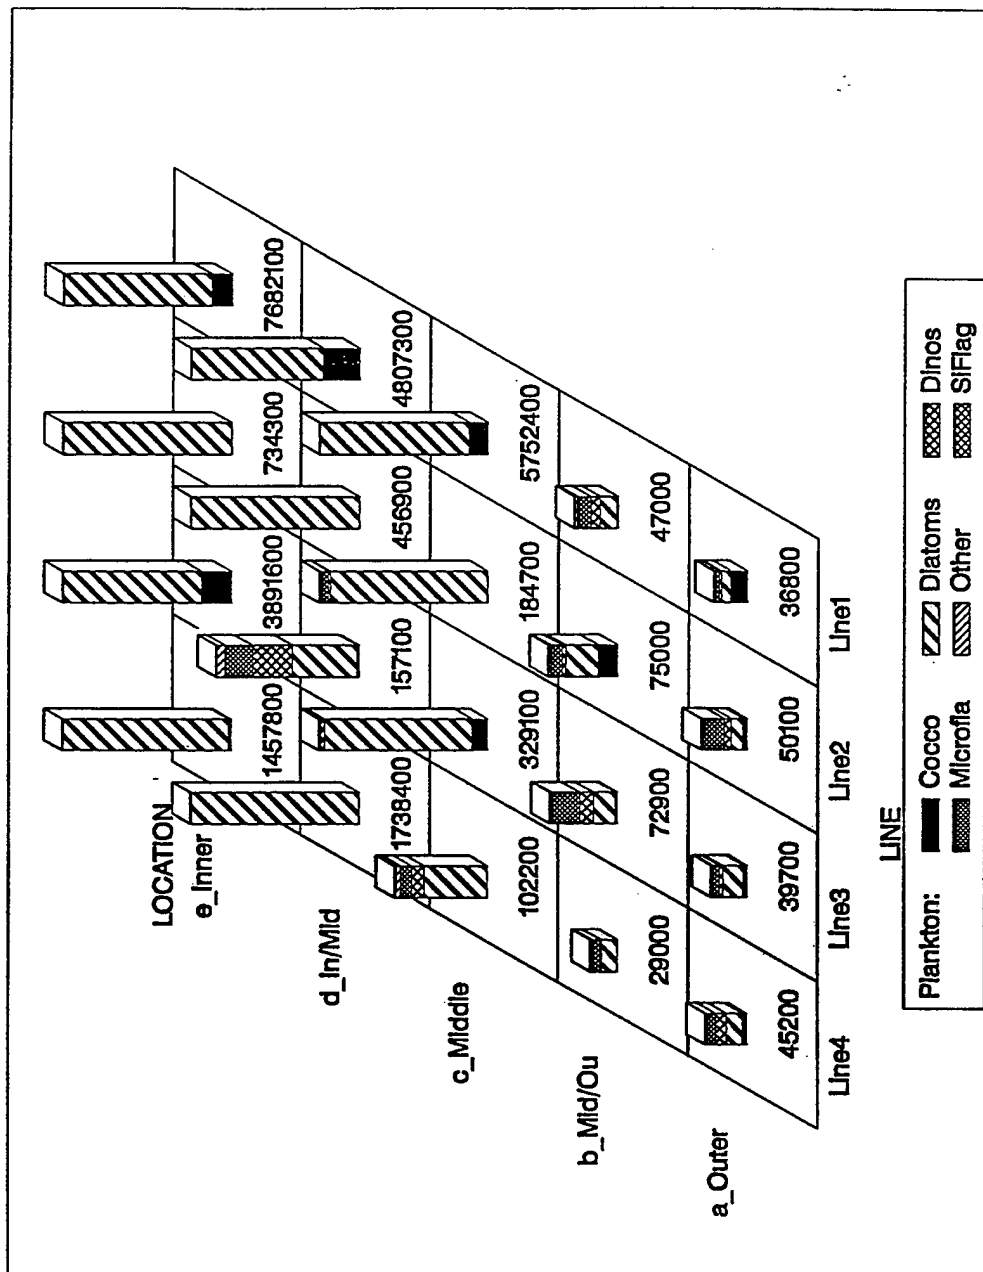 LOCATION
e_Inner
1457800 3891600 734300 7682100
d_In/Mid
1738400 157100 456900 4807300
c_Middle
102200 329100 184700 5752400
b_Mid/Ou
29000 72900 75000 47000
a_Outer
45200 39700 50100 36800
Line4 Line3 Line2 Line1
LINE
Plankton: Cocco Diatoms Dinos
Microfla Other SiFlag